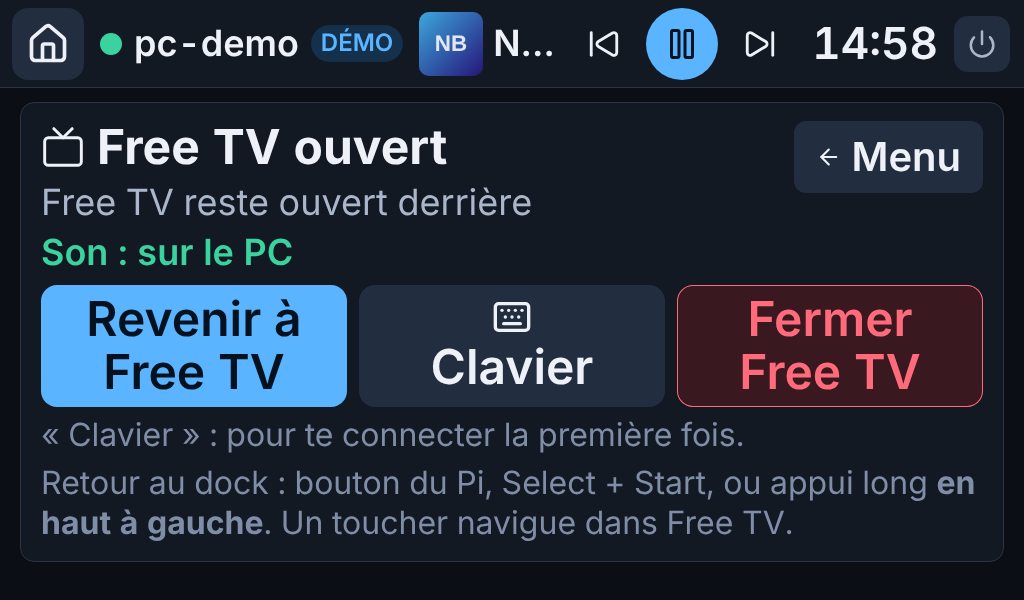 pc-demo DÉMO NB N... 14:58
Free TV ouvert
Menu
Free TV reste ouvert derrière
Son : sur le PC
Revenir à
Free TV
Clavier
Fermer
Free TV
« Clavier » : pour te connecter la première fois.
Retour au dock : bouton du Pi, Select + Start, ou appui long en
haut à gauche. Un toucher navigue dans Free TV.